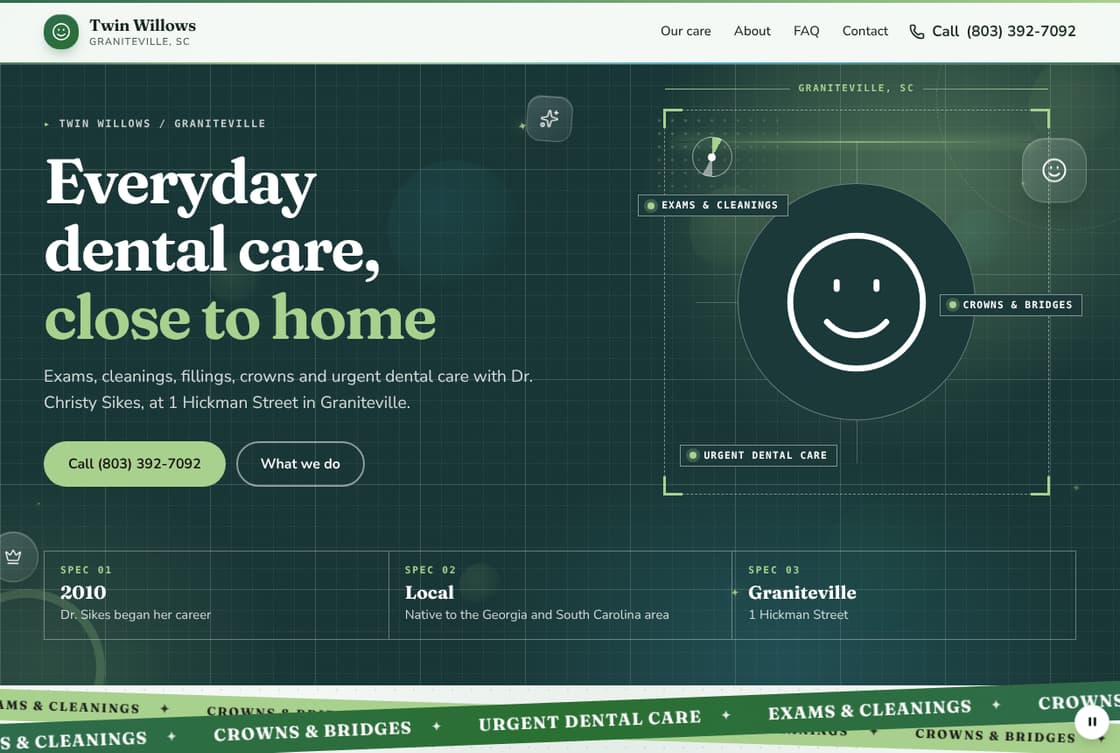 Twin Willows
GRANITEVILLE, SC
Our care
About
FAQ
Contact
Call (803) 392-7092
GRANITEVILLE, SC
TWIN WILLOWS / GRANITEVILLE
Everyday
dental care,
close to home
Exams, cleanings, fillings, crowns and urgent dental care with Dr.
Christy Sikes, at 1 Hickman Street in Graniteville.
Call (803) 392-7092
What we do
EXAMS & CLEANINGS
CROWNS & BRIDGES
URGENT DENTAL CARE
SPEC 01
2010
Dr. Sikes began her career
SPEC 02
Local
Native to the Georgia and South Carolina area
SPEC 03
Graniteville
1 Hickman Street
AMS & CLEANINGS ✦ CROWNS & BRIDGES
S & CLEANINGS ✦ CROWNS & BRIDGES ✦ URGENT DENTAL CARE ✦ EXAMS & CLEANINGS ✦ CROWNS
CROWNS & BRIDGES